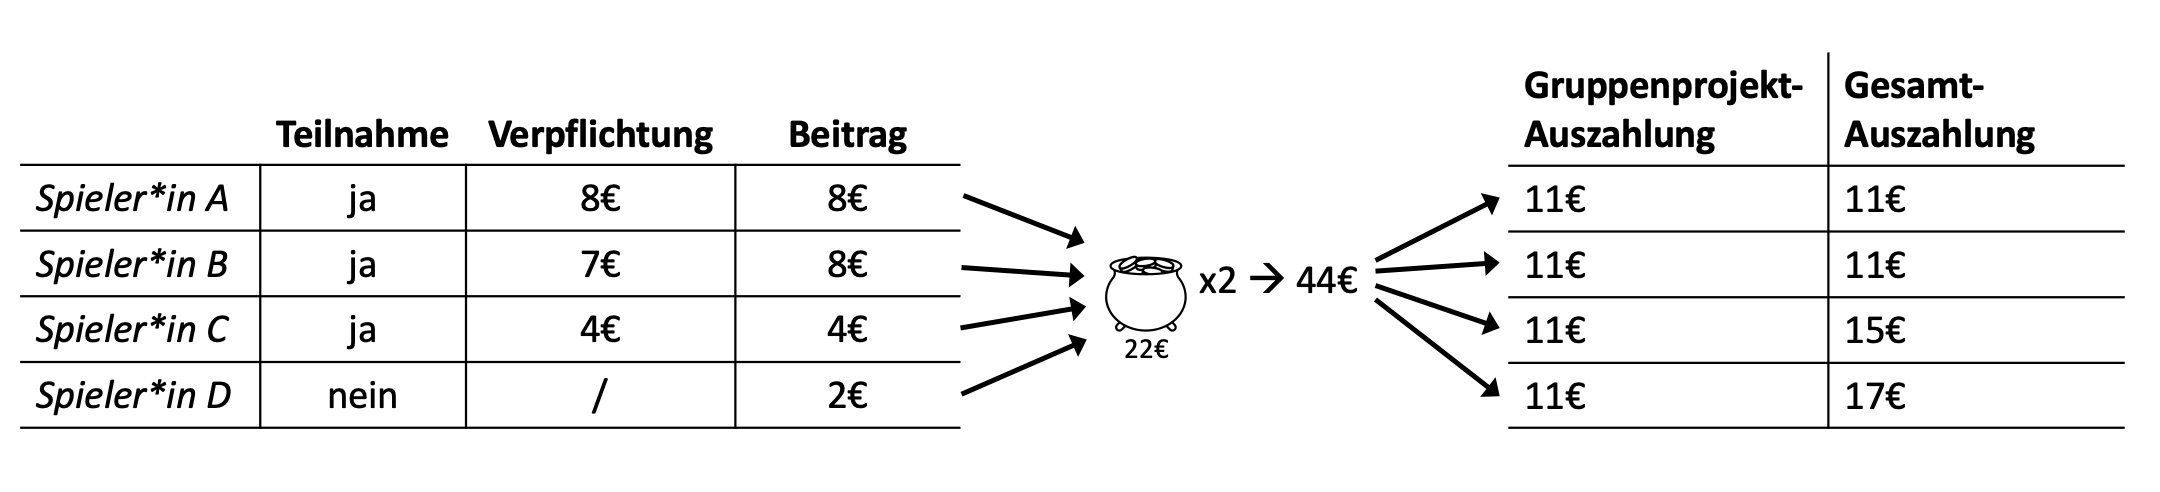 Teilnahme Verpflichtung Beitrag
Spieler*in A ja 8€ 8€
Spieler*in B ja 7€ 8€
Spieler*in C ja 4€ 4€
Spieler*in D nein / 2€
x2 → 44€
22€
Gruppenprojekt- Gesamt-
Auszahlung Auszahlung
11€ 11€
11€ 11€
11€ 15€
11€ 17€